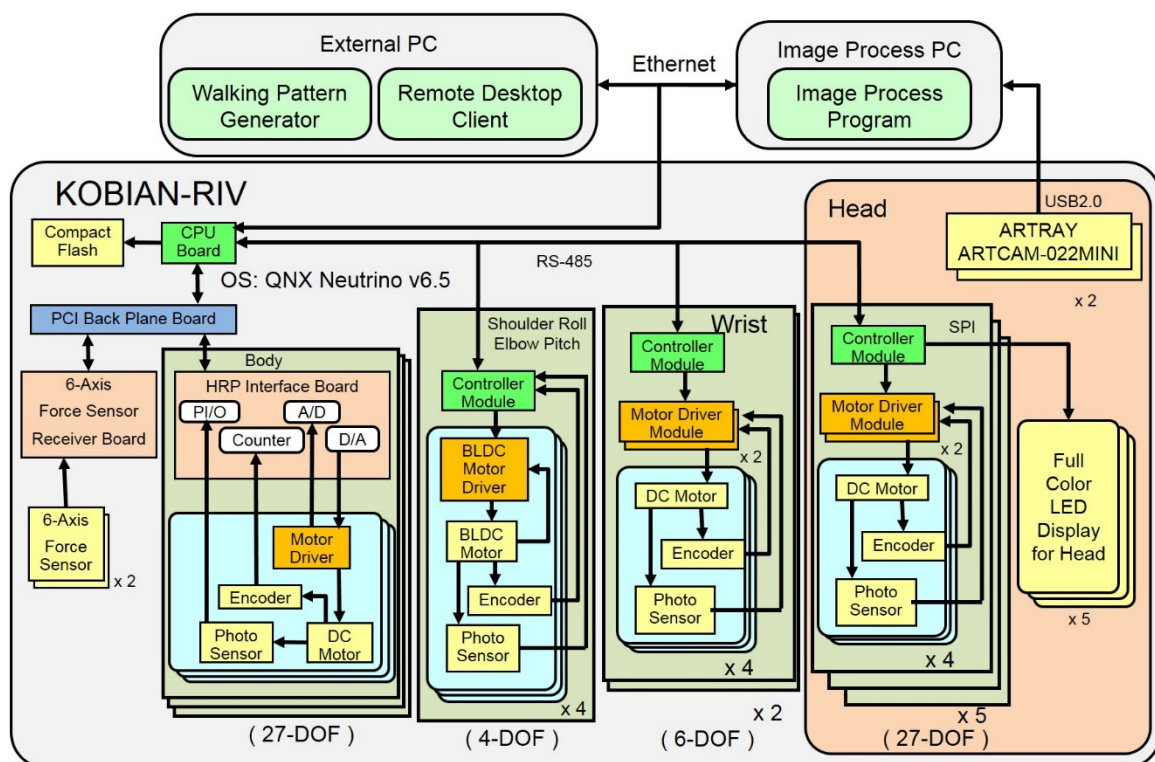 External PC
Walking Pattern
Generator
Remote Desktop
Client
Ethernet
Image Process PC
Image Process
Program
KOBIAN-RIV
Compact
Flash
CPU
Board
OS: QNX Neutrino v6.5
RS-485
PCI Back Plane Board
6-Axis
Force Sensor
Receiver Board
6-Axis
Force
Sensor
x 2
Body
HRP Interface Board
PI/O
A/D
Counter
D/A
Motor
Driver
Encoder
Photo
Sensor
DC
Motor
( 27-DOF )
Shoulder Roll
Elbow Pitch
Controller
Module
BLDC
Motor
Driver
BLDC
Motor
Encoder
Photo
Sensor
x 4
( 4-DOF )
Wrist
Controller
Module
Motor Driver
Module
x 2
DC Motor
Encoder
Photo
Sensor
x 4
x 2
( 6-DOF )
Head
USB2.0
ARTRAY
ARTCAM-022MINI
x 2
SPI
Controller
Module
Motor Driver
Module
x 2
DC Motor
Encoder
Photo
Sensor
x 4
x 5
( 27-DOF )
Full
Color
LED
Display
for Head
x 5